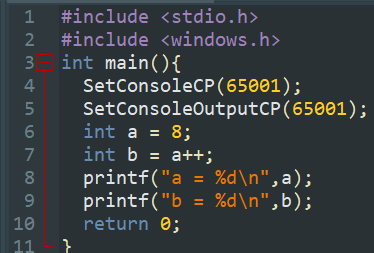 1 #include <stdio.h>
2 #include <windows.h>
3 int main(){
4 SetConsoleCP(65001);
5 SetConsoleOutputCP(65001);
6 int a = 8;
7 int b = a++;
8 printf("a = %d\n",a);
9 printf("b = %d\n",b);
10 return 0;
11 }